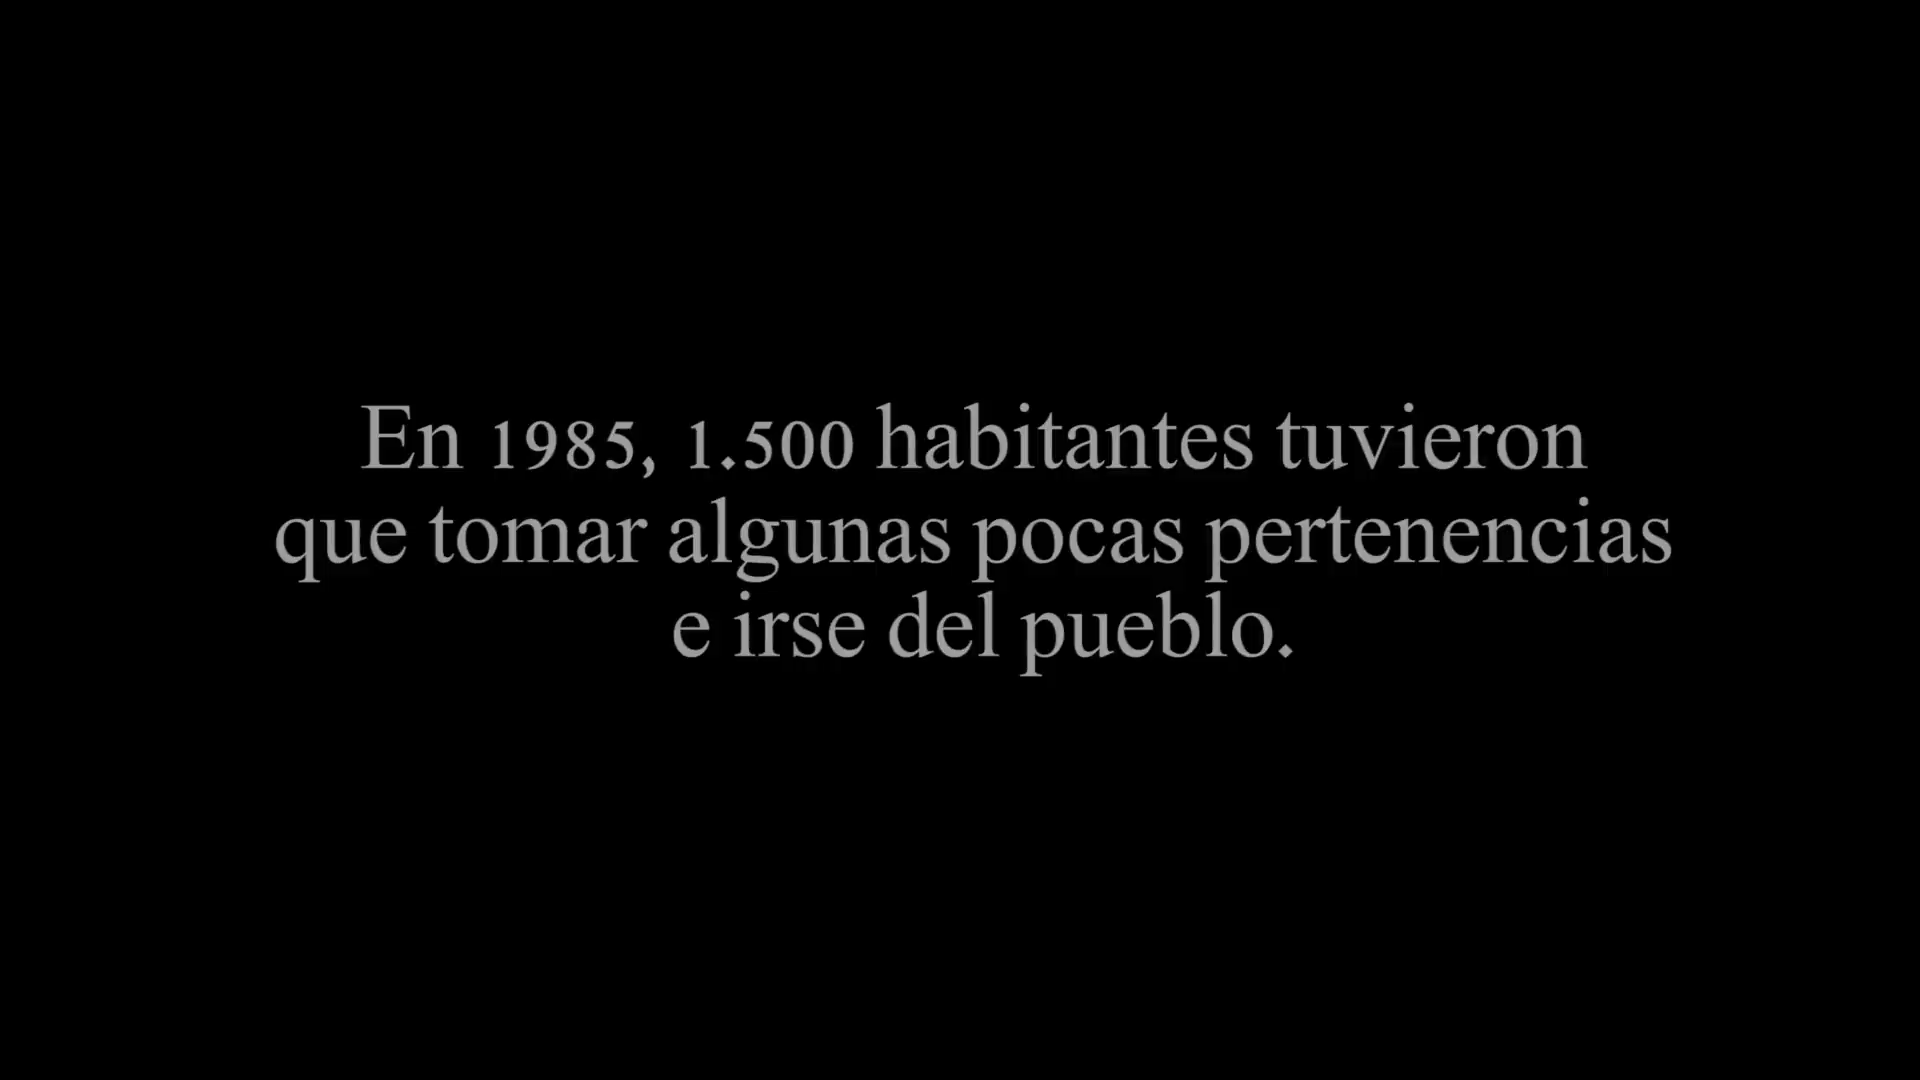 En 1985, 1.500 habitantes tuvieron
que tomar algunas pocas pertenencias
e irse del pueblo.